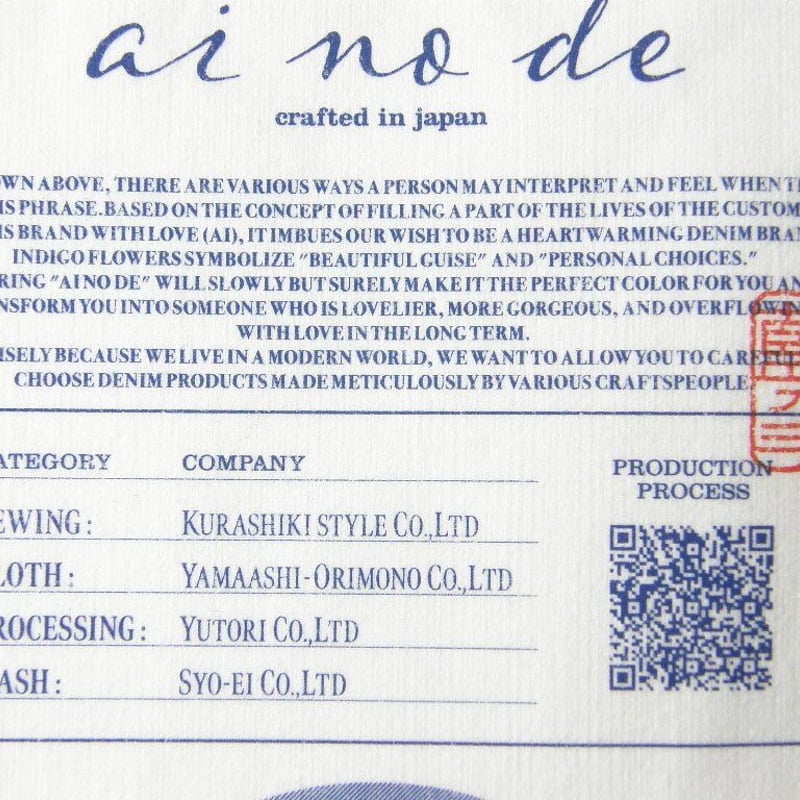 ai no de
crafted in japan
WN ABOVE, THERE ARE VARIOUS WAYS A PERSON MAY INTERPRET AND FEEL WHEN T
IS PHRASE. BASED ON THE CONCEPT OF FILLING A PART OF THE LIVES OF THE CUSTOM
IS BRAND WITH LOVE (AI), IT IMBUES OUR WISH TO BE A HEARTWARMING DENIM BRAN
INDIGO FLOWERS SYMBOLIZE "BEAUTIFUL GUISE" AND "PERSONAL CHOICES."
RING "AI NO DE" WILL SLOWLY BUT SURELY MAKE IT THE PERFECT COLOR FOR YOU AN
NSFORM YOU INTO SOMEONE WHO IS LOVELIER, MORE GORGEOUS, AND OVERFLOWIN
WITH LOVE IN THE LONG TERM.
ISELY BECAUSE WE LIVE IN A MODERN WORLD, WE WANT TO ALLOW YOU TO CAREFUL
CHOOSE DENIM PRODUCTS MADE METICULOUSLY BY VARIOUS CRAFTSPEOPLE.
ATEGORY COMPANY
EWING: KURASHIKI STYLE CO.,LTD
LOTH: YAMAASHI-ORIMONO CO.,LTD
ROCESSING: YUTORI CO.,LTD
ASH: SYO-EI CO.,LTD
PRODUCTION
PROCESS